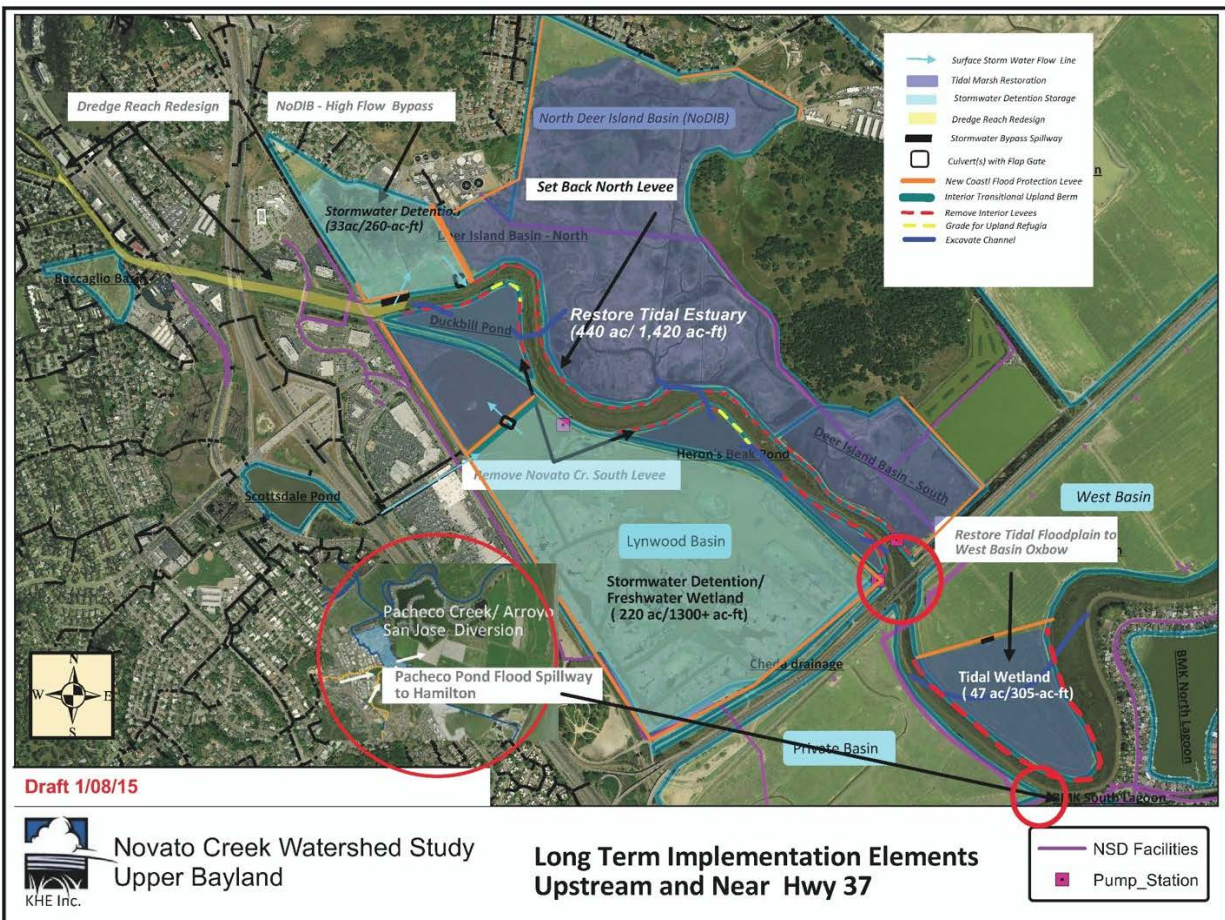 Dredge Reach Redesign
NoDIB - High Flow Bypass
North Deer Island Basin (NoDIB)
Surface Storm Water Flow Line
Tidal Marsh Restoration
Stormwater Detention Storage
Dredge Reach Redesign
Stormwater Bypass Spillway
Culvert(s) with Flap Gate
New Coastl Flood Protection Levee
Interior Transitional Upland Berm
Remove Interior Levees
Grade for Upland Refugia
Excavate Channel
n
Set Back North Levee
Stormwater Detention
(33ac/260-ac-ft)
Deer Island Basin - North
Baccaglio Basin
Duckbill Pond
Restore Tidal Estuary
(440 ac/ 1,420 ac-ft)
Deer Island Basin - South
Heron's Beak Pond
Remove Novato Cr. South Levee
Scottsdale Pond
West Basin
Restore Tidal Floodplain to
West Basin Oxbow
Lynwood Basin
Stormwater Detention/
Freshwater Wetland
( 220 ac/1300+ ac-ft)
Pacheco Creek/ Arroyo
San Jose Diversion
Pacheco Pond Flood Spillway
to Hamilton
Cheda drainage
Tidal Wetland
( 47 ac/305-ac-ft)
BMK North Lagoon
Private Basin
BMK South Lagoon
N
W
E
S
Draft 1/08/15
KHE Inc.
Novato Creek Watershed Study
Upper Bayland
Long Term Implementation Elements
Upstream and Near Hwy 37
NSD Facilities
Pump_Station